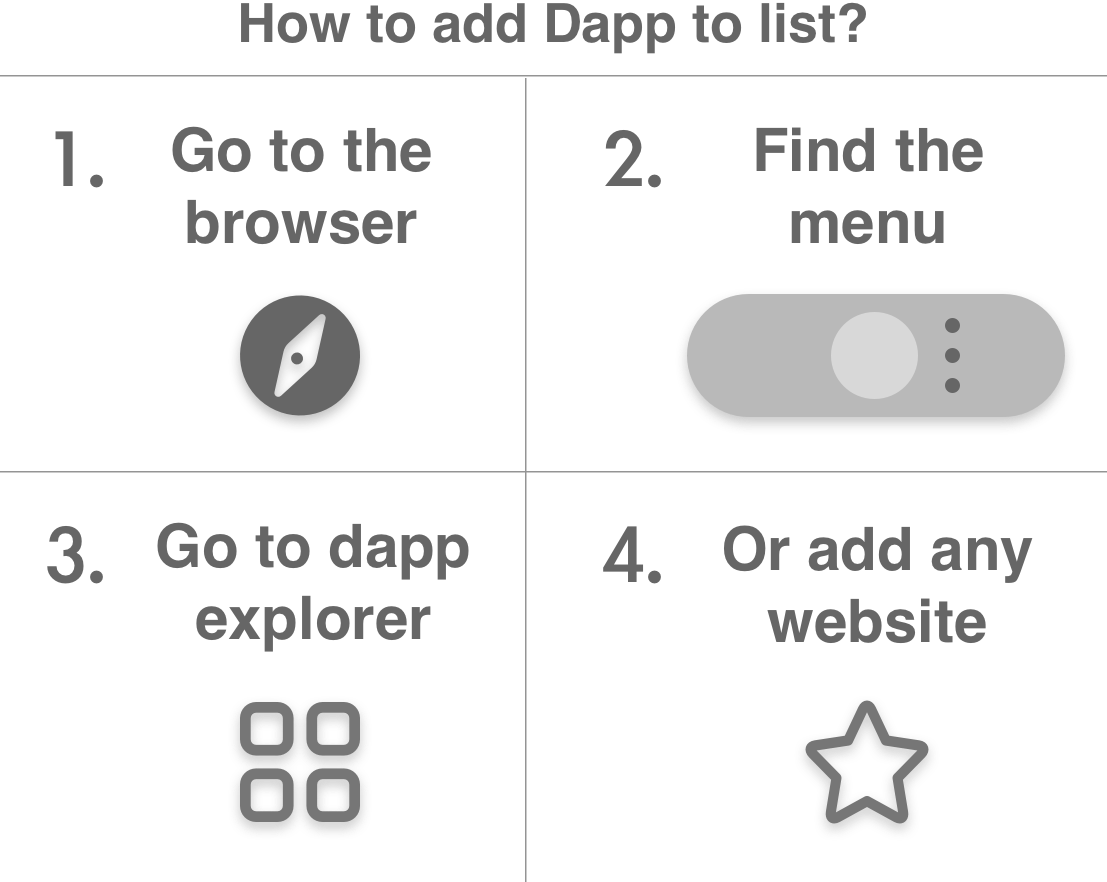 How to add Dapp to list?
1. Go to the
browser
2. Find the
menu
3. Go to dapp
explorer
4. Or add any
website